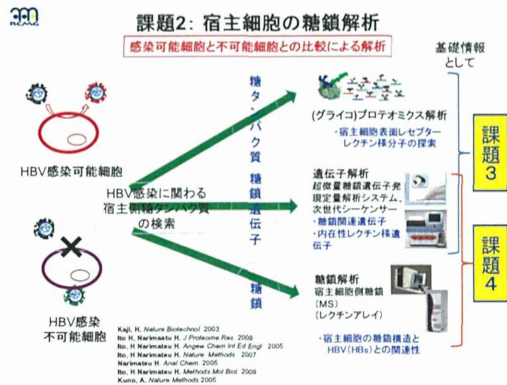 RCMG
課題2: 宿主細胞の糖鎖解析
感染可能細胞と不可能細胞との比較による解析
基礎情報
として
糖タンパク質
(グライコ)プロテオミクス解析
・宿主細胞表面レセプター
レクチン様分子の探索
課題3
HBV感染可能細胞
HBV感染に関わる
宿主側糖タンパク質
の検索
糖鎖遺伝子
遺伝子解析
超微量糖鎖遺伝子発
現定量解析システム、
次世代シーケンサー
・糖鎖関連遺伝子
・内在性レクチン様遺
伝子
課題4
糖鎖
糖鎖解析
宿主細胞側糖鎖
(MS)
(レクチンアレイ)
・宿主細胞の糖鎖構造と
HBV(HBs)との関連性
HBV感染
不可能細胞
Kaji, H. Nature Biotechnol 2003
Ito H, Narimastu H. J Proteome Res. 2009
Ito, H Narimatsu H. Angew Chem Int Ed Engl 2005
Ito, H Narimatsu H. Nature Methods 2007
Narimatsu H Anal Chem. 2005
Ito, H Narimatsu H. Methods Mol Biol. 2009
Kuno, A. Nature Methods 2005